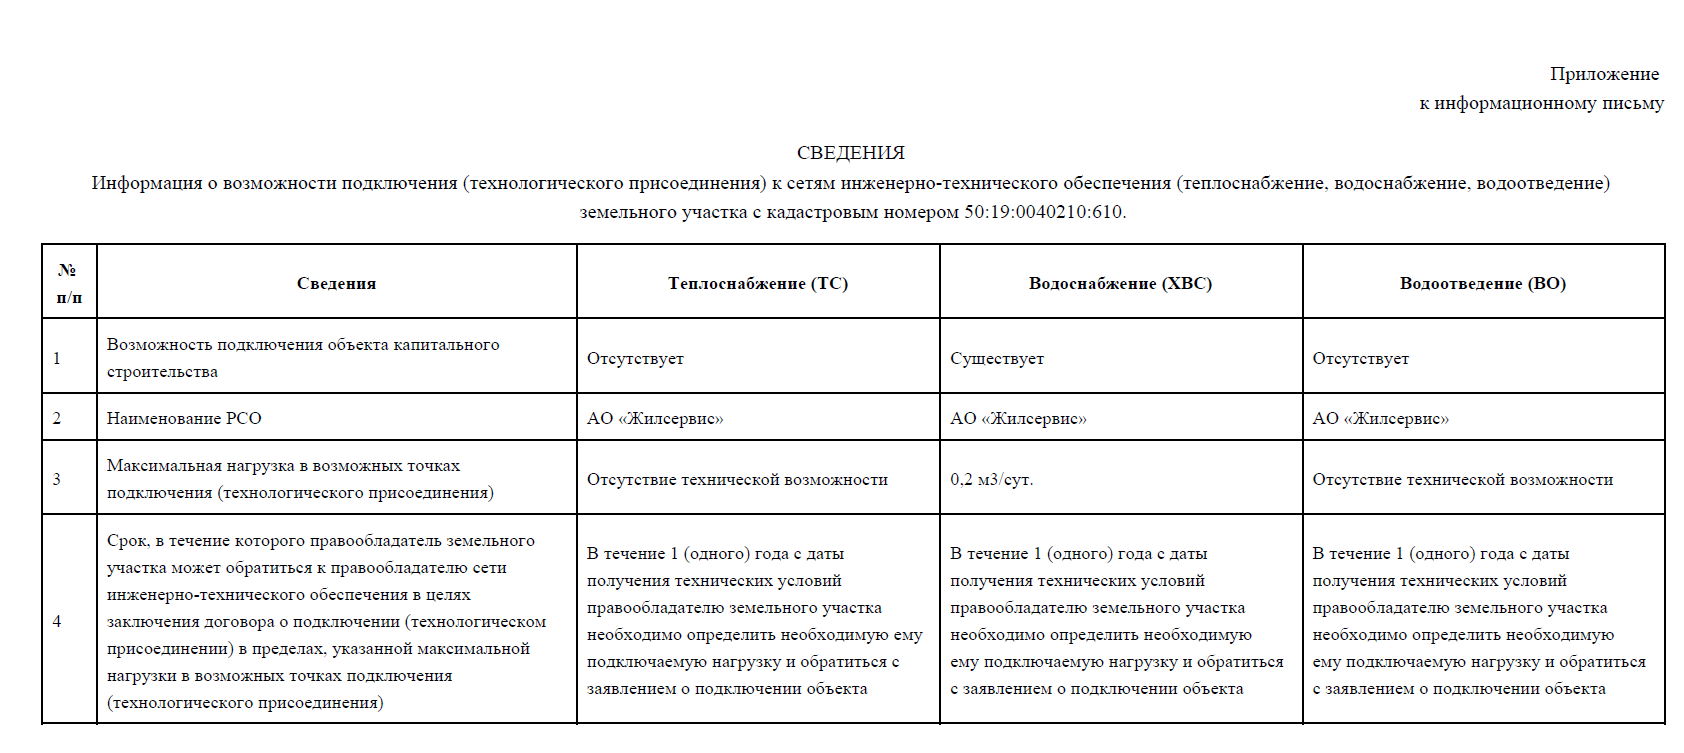 Приложение
к информационному письму
СВЕДЕНИЯ
Информация о возможности подключения (технологического присоединения) к сетям инженерно-технического обеспечения (теплоснабжение, водоснабжение, водоотведение)
земельного участка с кадастровым номером 50:19:0040210:610.
№
п/п
Сведения
Теплоснабжение (ТС)
Водоснабжение (ХВС)
Водоотведение (ВО)
1
Возможность подключения объекта капитального
строительства
Отсутствует
Существует
Отсутствует
2
Наименование РСО
АО «Жилсервис»
АО «Жилсервис»
АО «Жилсервис»
3
Максимальная нагрузка в возможных точках
подключения (технологического присоединения)
Отсутствие технической возможности
0,2 м3/сут.
Отсутствие технической возможности
4
Срок, в течение которого правообладатель земельного
участка может обратиться к правообладателю сети
инженерно-технического обеспечения в целях
заключения договора о подключении (технологическом
присоединении) в пределах, указанной максимальной
нагрузки в возможных точках подключения
(технологического присоединения)
В течение 1 (одного) года с даты
получения технических условий
правообладателю земельного участка
необходимо определить необходимую ему
подключаемую нагрузку и обратиться с
заявлением о подключении объекта
В течение 1 (одного) года с даты
получения технических условий
правообладателю земельного участка
необходимо определить необходимую
ему подключаемую нагрузку и обратиться
с заявлением о подключении объекта
В течение 1 (одного) года с даты
получения технических условий
правообладателю земельного участка
необходимо определить необходимую
ему подключаемую нагрузку и обратиться
с заявлением о подключении объекта